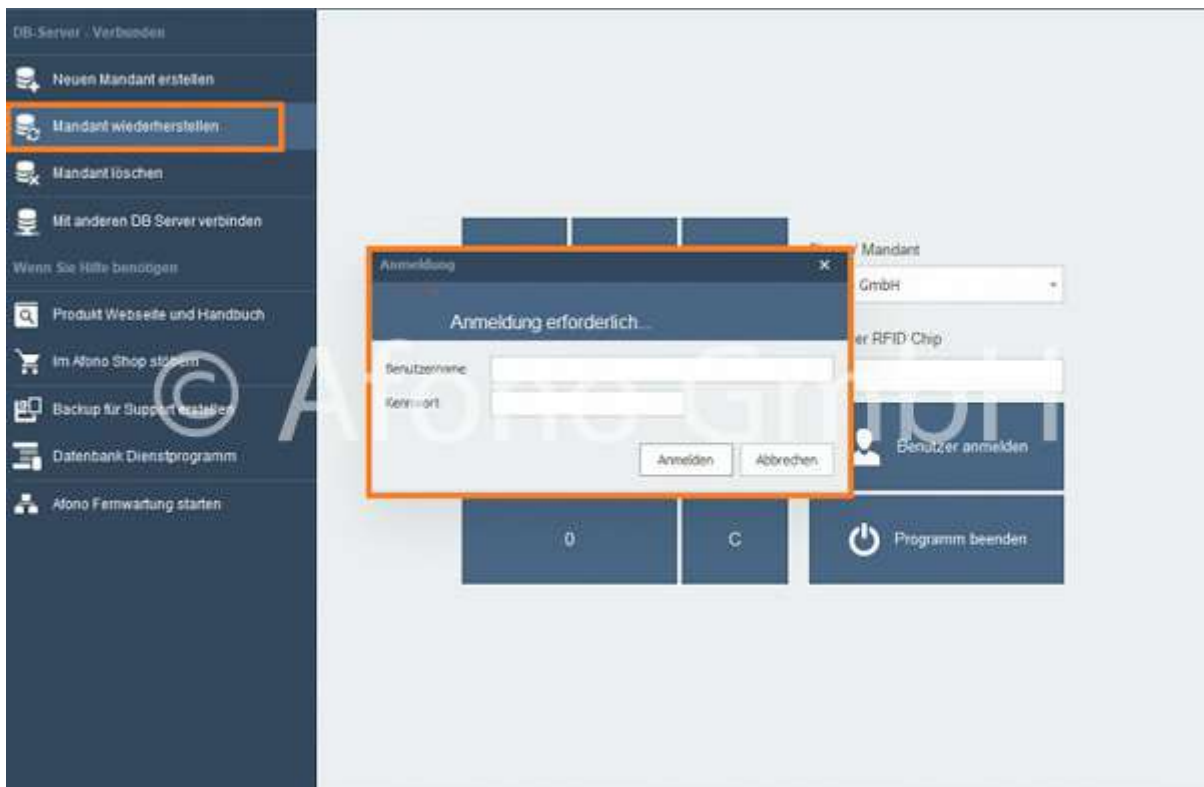 DB-Server - Verbunden
Neuen Mandant erstellen
Mandant wiederherstellen
Mandant löschen
Mit anderen DB Server verbinden
Wenn Sie Hilfe benötigen
Produkt Webseite und Handbuch
Im Afono Shop stöbern
Backup für Support erstellen
Datenbank Dienstprogramm
Afono Fernwartung starten
/ Mandant
GmbH
er RFID Chip
Benutzer anmelden
0
C
Programm beenden
Anmeldung
Anmeldung erforderlich...
Benutzername
Kennwort
Anmelden
Abbrechen
© Afono GmbH